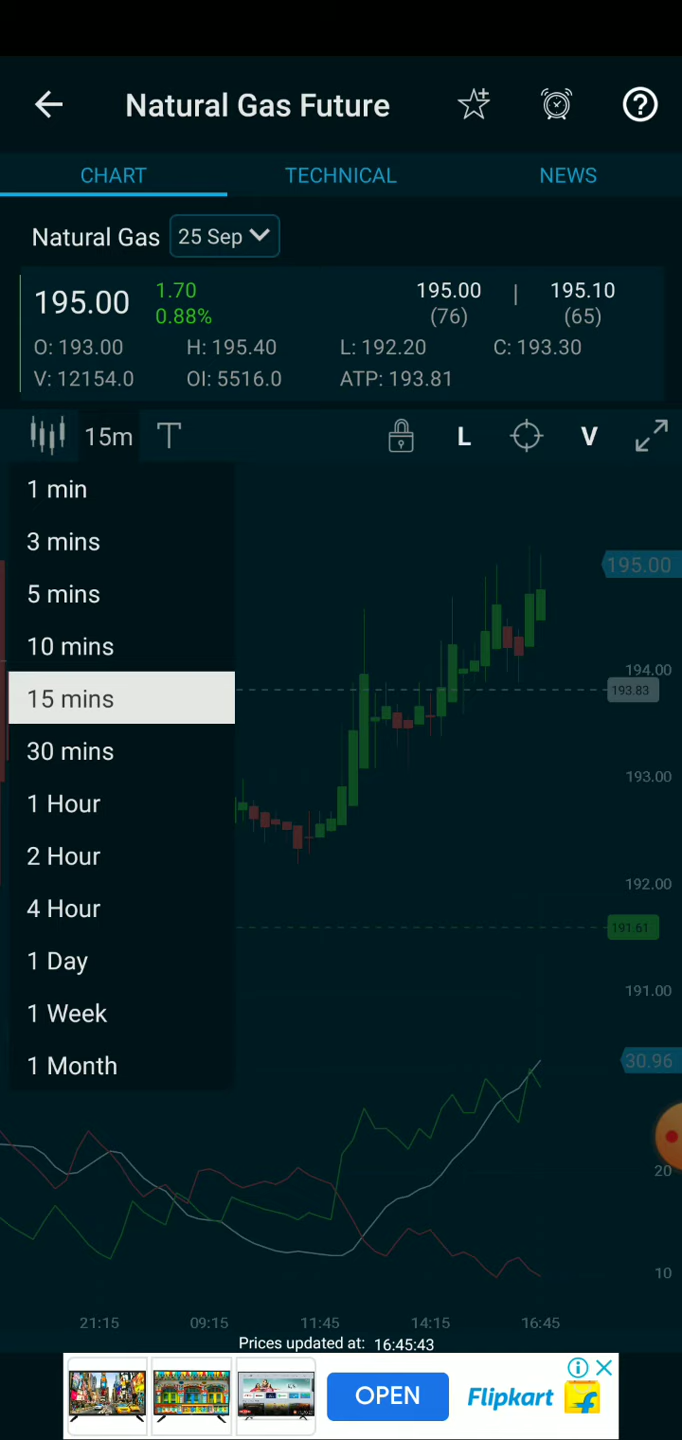 Natural Gas Future
CHART TECHNICAL NEWS
Natural Gas 25 Sep
195.00 1.70 195.00 | 195.10
0.88% (76) (65)
O: 193.00 H: 195.40 L: 192.20 C: 193.30
V: 12154.0 OI: 5516.0 ATP: 193.81
15m T L V
1 min
3 mins
195.00
5 mins
10 mins
194.00
15 mins
193.83
30 mins
193.00
1 Hour
2 Hour
192.00
4 Hour
191.61
1 Day
191.00
1 Week
1 Month
30.96
20
10
21:15 09:15 11:45 14:15 16:45
Prices updated at: 16:45:43
OPEN Flipkart